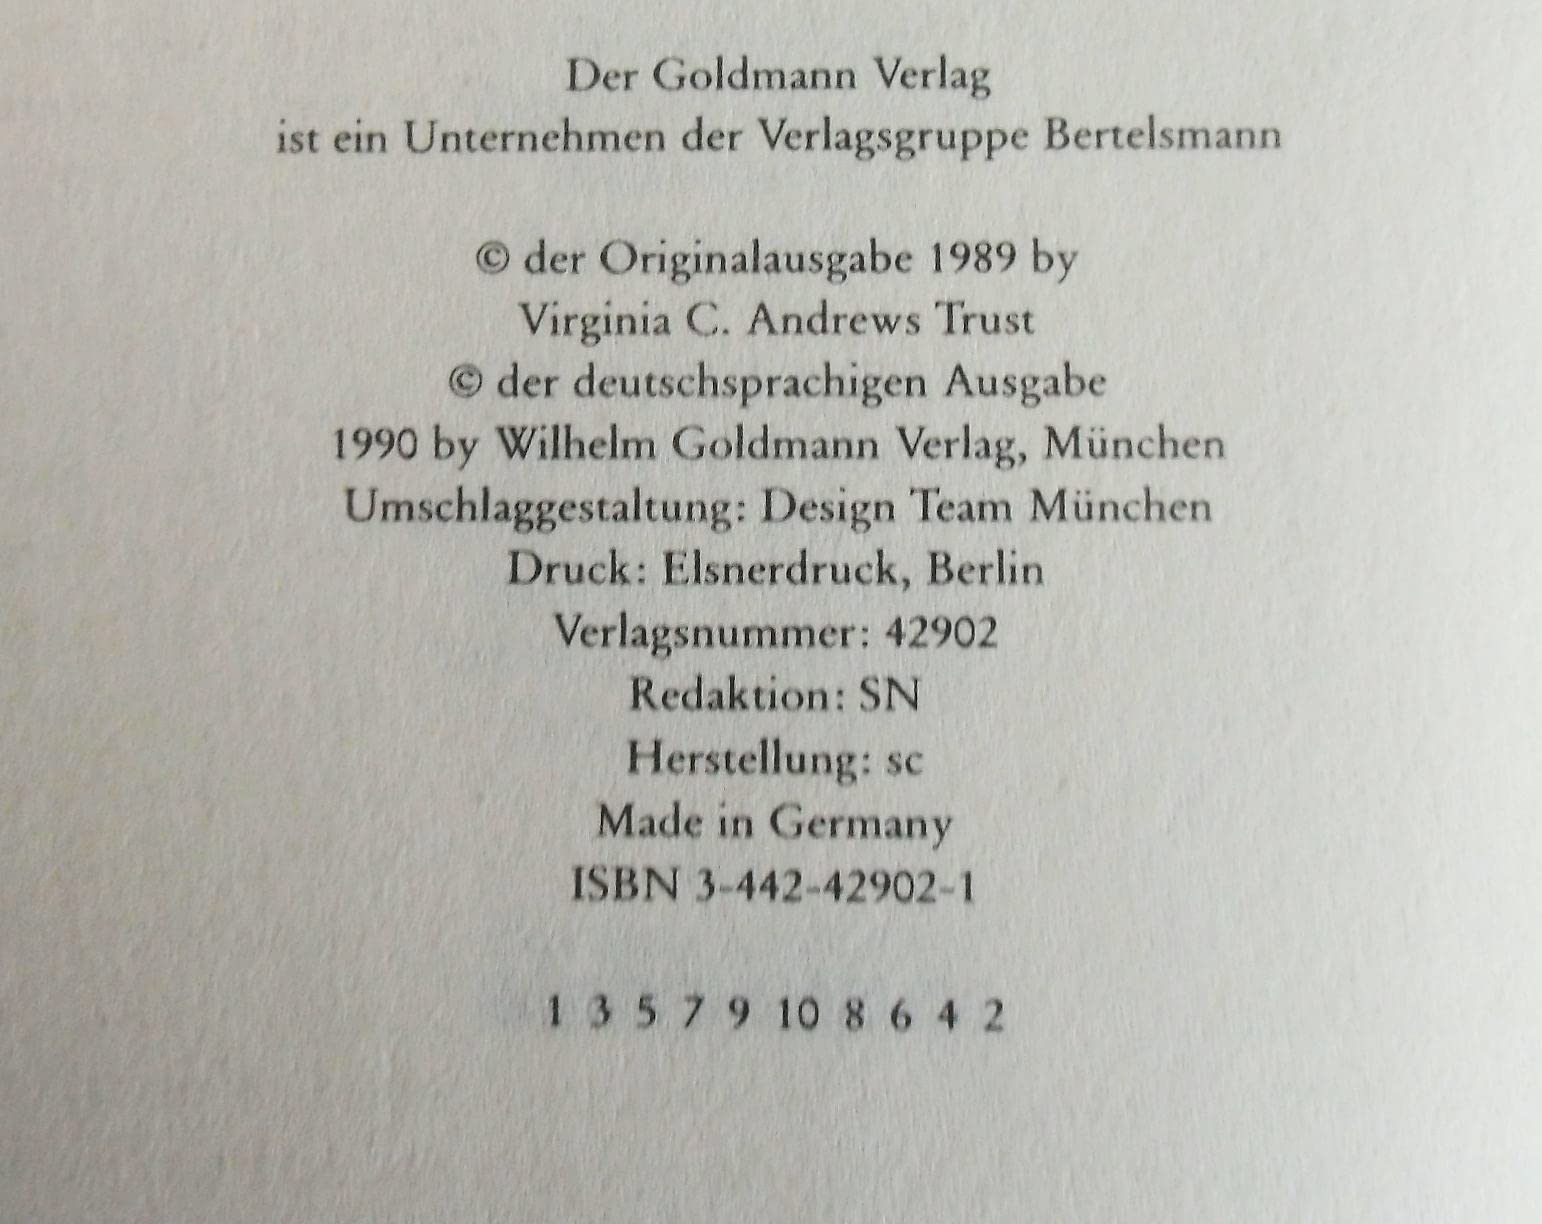 Der Goldmann Verlag
ist ein Unternehmen der Verlagsgruppe Bertelsmann
© der Originalausgabe 1989 by
Virginia C. Andrews Trust
© der deutschsprachigen Ausgabe
1990 by Wilhelm Goldmann Verlag, München
Umschlaggestaltung: Design Team München
Druck: Elsnerdruck, Berlin
Verlagsnummer: 42902
Redaktion: SN
Herstellung: sc
Made in Germany
ISBN 3-442-42902-1
1 3 5 7 9 10 8 6 4 2